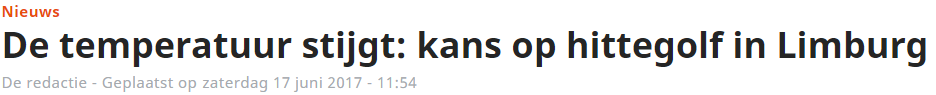 Nieuws
De temperatuur stijgt: kans op hittegolf in Limburg
De redactie - Geplaatst op zaterdag 17 juni 2017 - 11:54